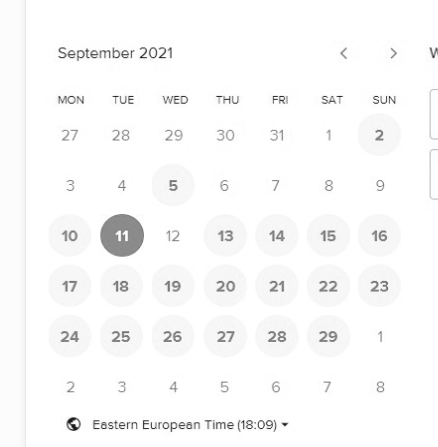 September 2021 < > W
MON TUE WED THU FRI SAT SUN
27 28 29 30 31 1 2
3 4 5 6 7 8 9
10 11 12 13 14 15 16
17 18 19 20 21 22 23
24 25 26 27 28 29 1
2 3 4 5 6 7 8
Eastern European Time (18:09)